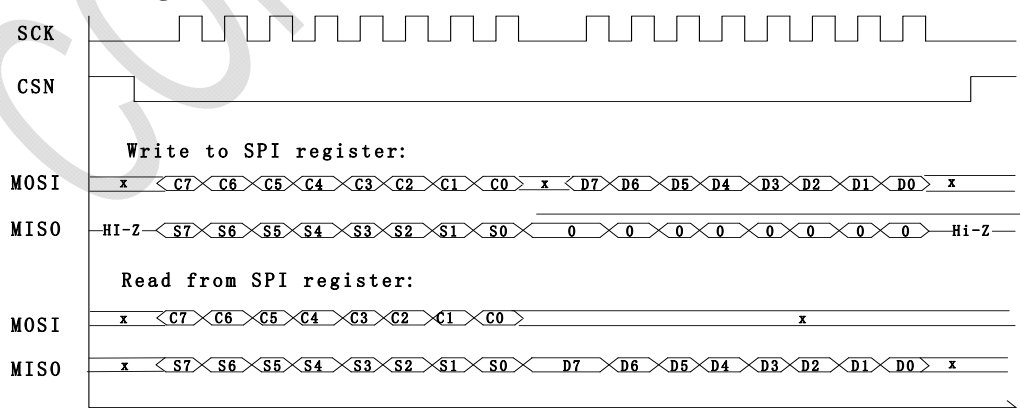 SCK
CSN
Write to SPI register:
MOSI x C7 C6 C5 C4 C3 C2 C1 C0 x D7 D6 D5 D4 D3 D2 D1 D0 x
MISO HI-Z S7 S6 S5 S4 S3 S2 S1 S0 0 0 0 0 0 0 0 0 Hi-Z
Read from SPI register:
MOSI x C7 C6 C5 C4 C3 C2 C1 C0 x
MISO x S7 S6 S5 S4 S3 S2 S1 S0 D7 D6 D5 D4 D3 D2 D1 D0 x